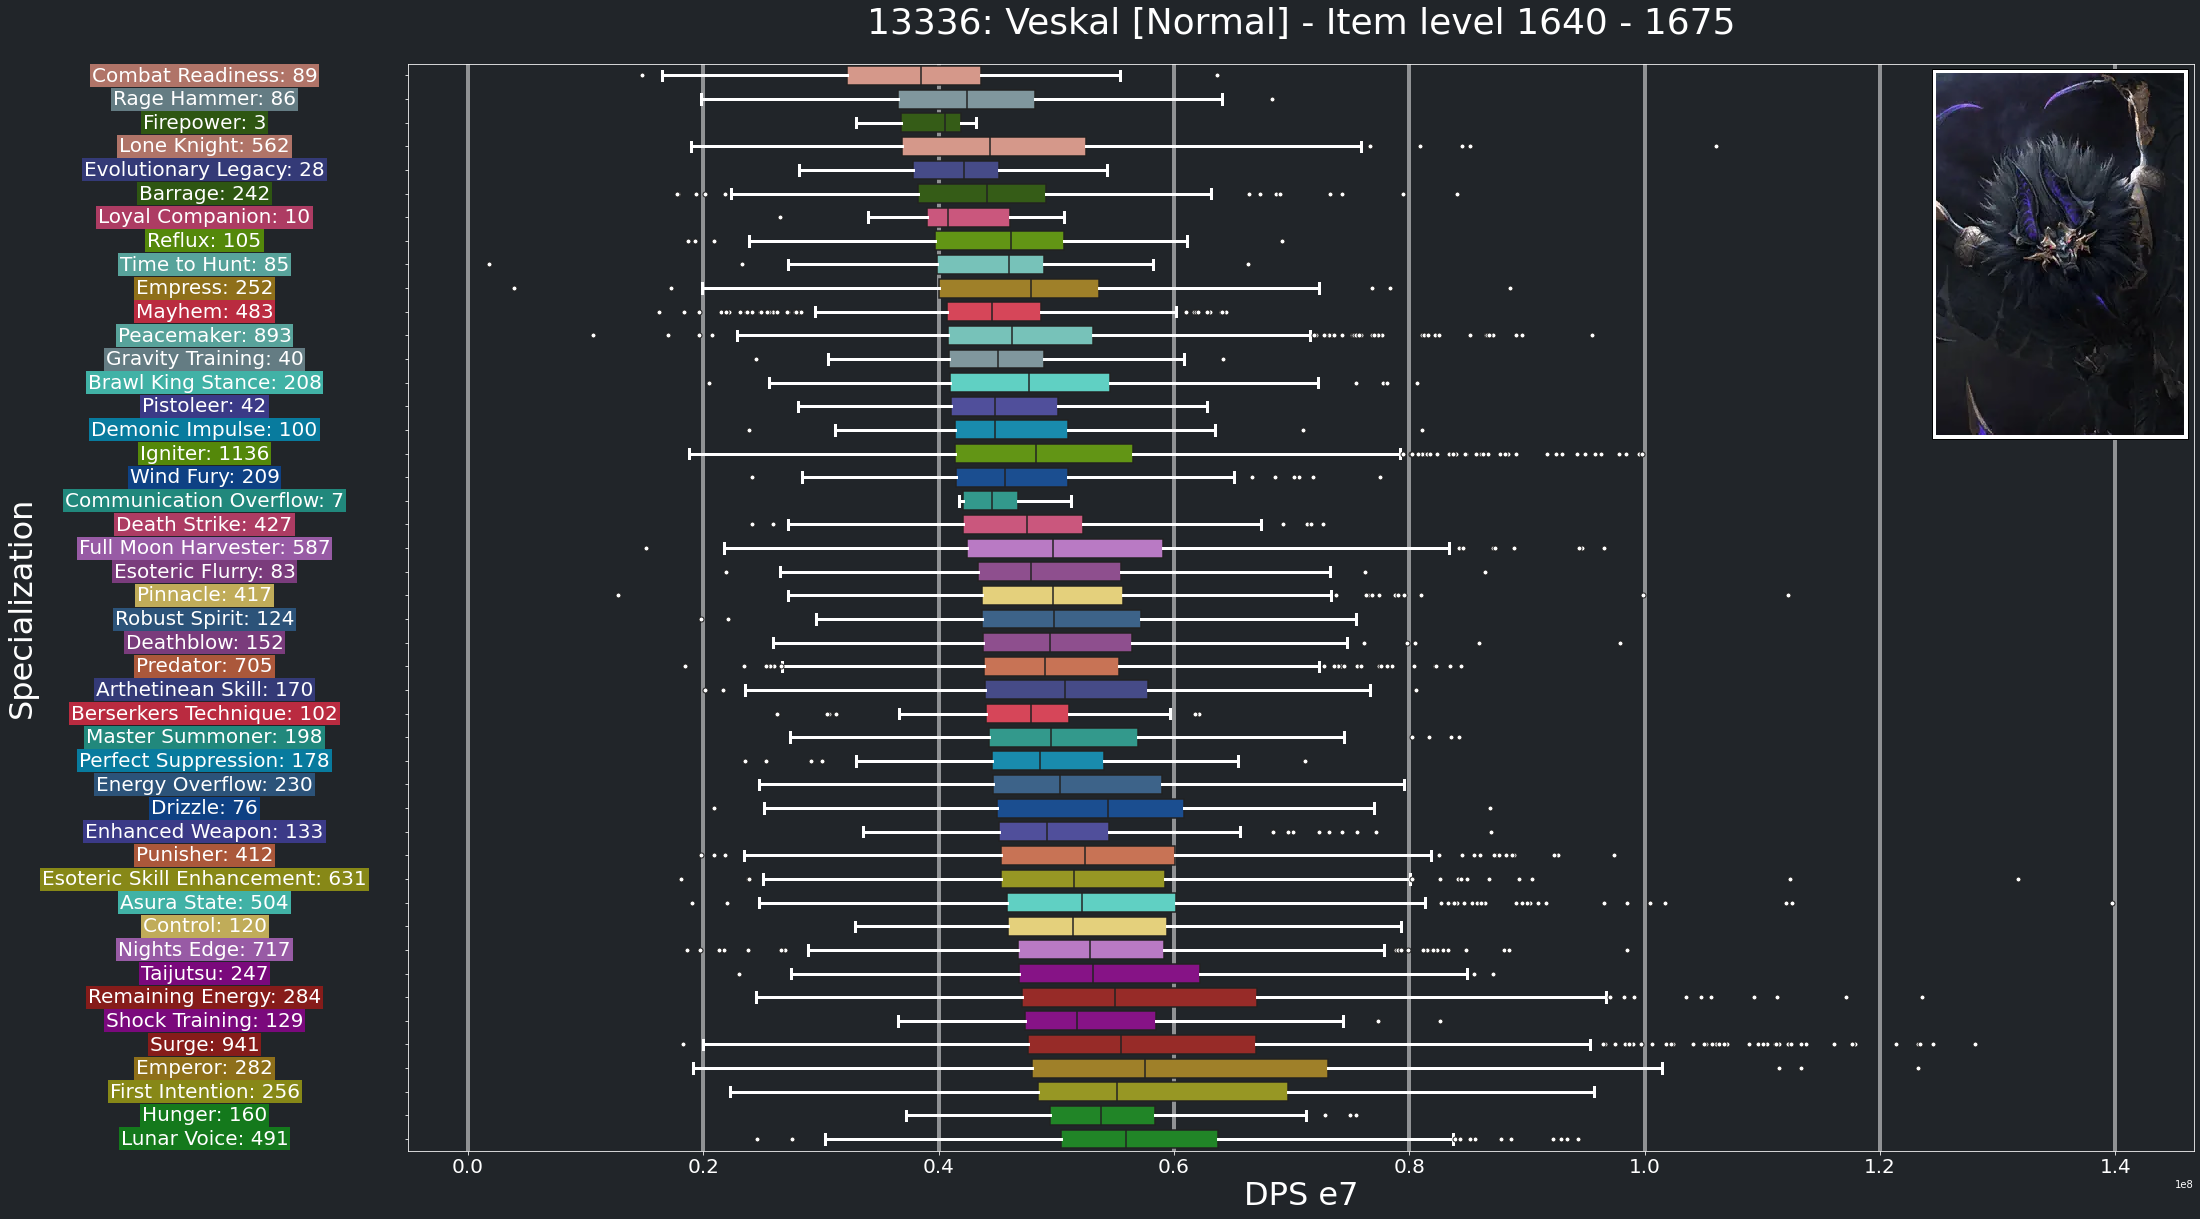 13336: Veskal [Normal] - Item level 1640 - 1675
Combat Readiness: 89
Rage Hammer: 86
Firepower: 3
Lone Knight: 562
Evolutionary Legacy: 28
Barrage: 242
Loyal Companion: 10
Reflux: 105
Time to Hunt: 85
Empress: 252
Mayhem: 483
Peacemaker: 893
Gravity Training: 40
Brawl King Stance: 208
Pistoleer: 42
Demonic Impulse: 100
Igniter: 1136
Wind Fury: 209
Communication Overflow: 7
Death Strike: 427
Full Moon Harvester: 587
Esoteric Flurry: 83
Pinnacle: 417
Robust Spirit: 124
Deathblow: 152
Predator: 705
Arthetinean Skill: 170
Berserkers Technique: 102
Master Summoner: 198
Perfect Suppression: 178
Energy Overflow: 230
Drizzle: 76
Enhanced Weapon: 133
Punisher: 412
Esoteric Skill Enhancement: 631
Asura State: 504
Control: 120
Nights Edge: 717
Taijutsu: 247
Remaining Energy: 284
Shock Training: 129
Surge: 941
Emperor: 282
First Intention: 256
Hunger: 160
Lunar Voice: 491
Specialization
0.0 0.2 0.4 0.6 0.8 1.0 1.2 1.4
1e8
DPS e7